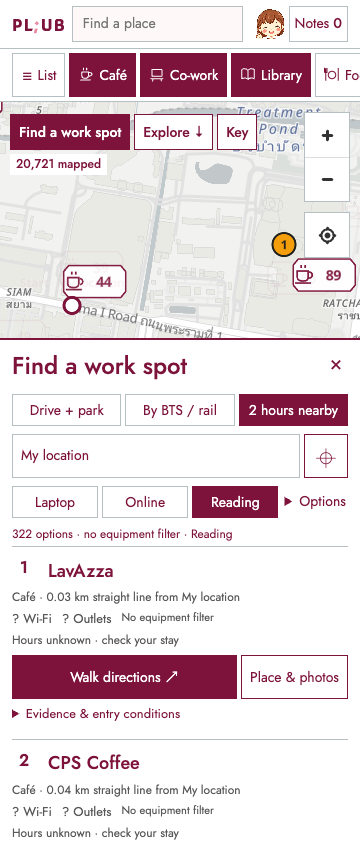 PL;UB
Find a place
Notes 0
≡ List
Café
Co-work
Library
Fo
5
Treatment
Pond
Find a work spot
Explore ↓
Key
+
20,721 mapped
−
1
44
89
SIAM
สยาม
RATCHA
ราชป
ma I Road ถนนพระรามที่ 1
Find a work spot
×
Drive + park
By BTS / rail
2 hours nearby
My location
Laptop
Online
Reading
▶ Options
322 options · no equipment filter · Reading
1 LavAzza
Café · 0.03 km straight line from My location
? Wi-Fi ? Outlets No equipment filter
Hours unknown · check your stay
Walk directions ↗
Place & photos
▶ Evidence & entry conditions
2 CPS Coffee
Café · 0.04 km straight line from My location
? Wi-Fi ? Outlets No equipment filter
Hours unknown · check your stay